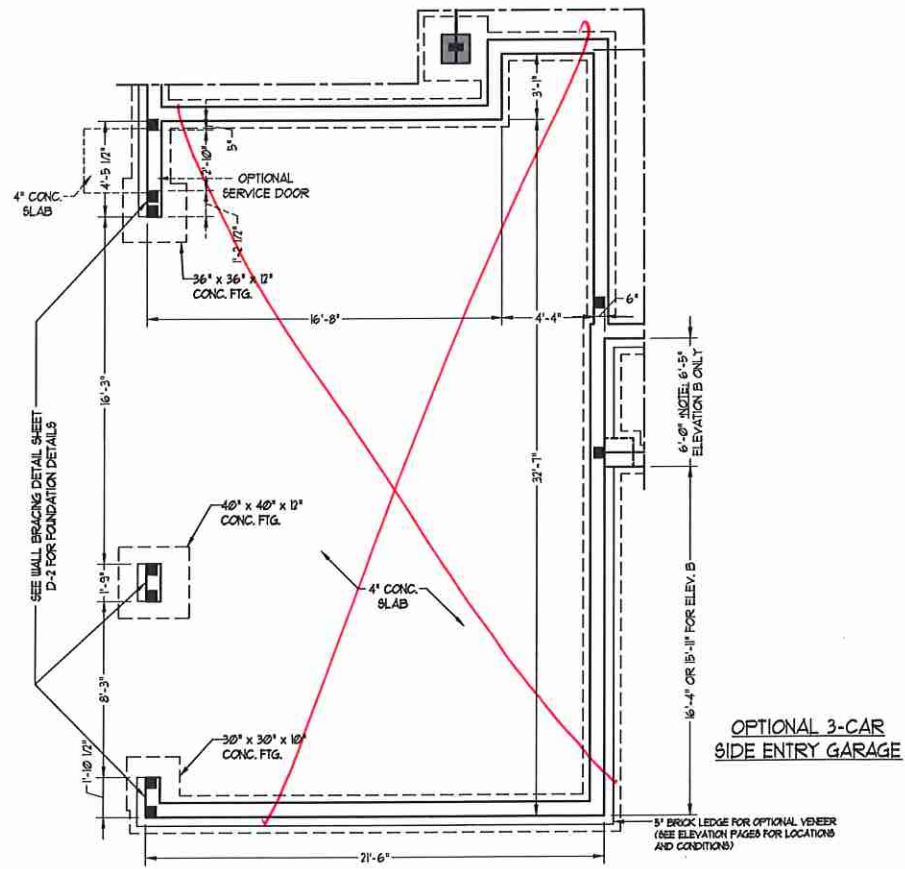 3'-1"
5"
2'-10"
4'-5 1/2"
OPTIONAL
SERVICE DOOR
4" CONC.
SLAB
1'-2 1/2"
36" x 36" x 12"
CONC. FTG.
16'-8"
4'-4"
6"
6'-0" NOTE: 6'-5"
ELEVATION B ONLY
16'-3"
SEE WALL BRACING DETAIL SHEET
D-2 FOR FOUNDATION DETAILS
32'-7"
40" x 40" x 12"
CONC. FTG.
1'-9"
4" CONC.
SLAB
16'-4" OR 15'-11" FOR ELEV. B
8'-3"
OPTIONAL 3-CAR
SIDE ENTRY GARAGE
30" x 30" x 10"
CONC. FTG.
1'-10 1/2"
5" BRICK LEDGE FOR OPTIONAL VENEER
(SEE ELEVATION PAGES FOR LOCATIONS
AND CONDITIONS)
21'-6"